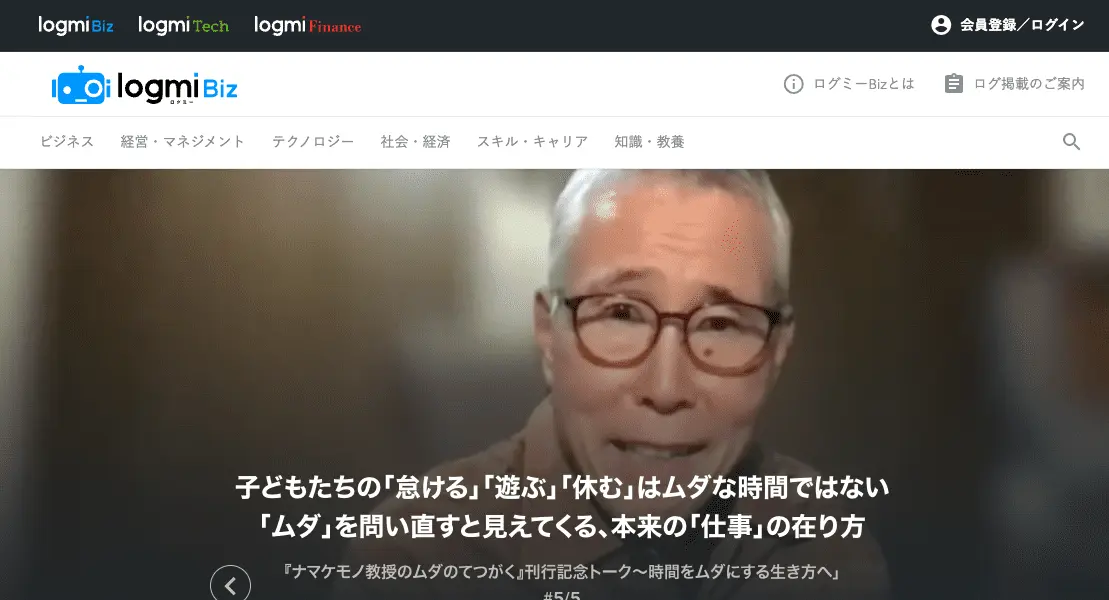 logmi Biz
logmi Tech
logmi Finance
会員登録／ログイン
logmi Biz
ログミー
ログミーBizとは
ログ掲載のご案内
ビジネス
経営・マネジメント
テクノロジー
社会・経済
スキル・キャリア
知識・教養
子どもたちの「怠ける」「遊ぶ」「休む」はムダな時間ではない
「ムダ」を問い直すと見えてくる、本来の「仕事」の在り方
『ナマケモノ教授のムダのてつがく』刊行記念トーク〜時間をムダにする生き方へ」
#5/5